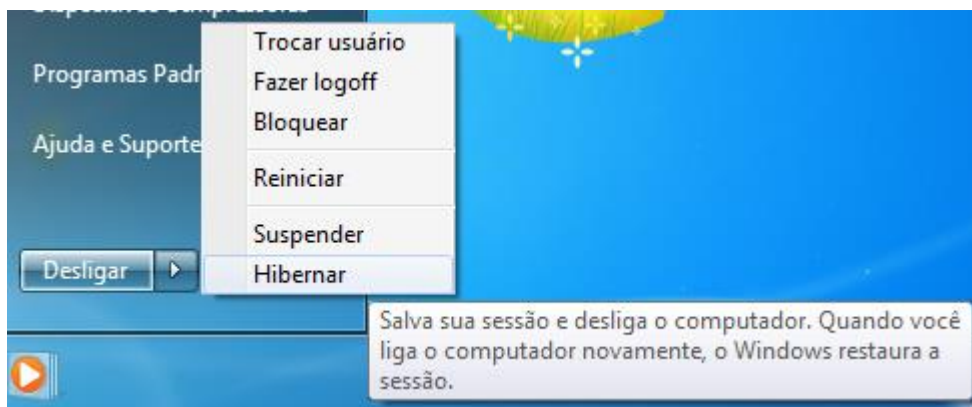 Trocar usuário
Programas Padr
Fazer logoff
Bloquear
Ajuda e Suporte
Reiniciar
Suspender
Desligar
Hibernar
Salva sua sessão e desliga o computador. Quando você
liga o computador novamente, o Windows restaura a
sessão.